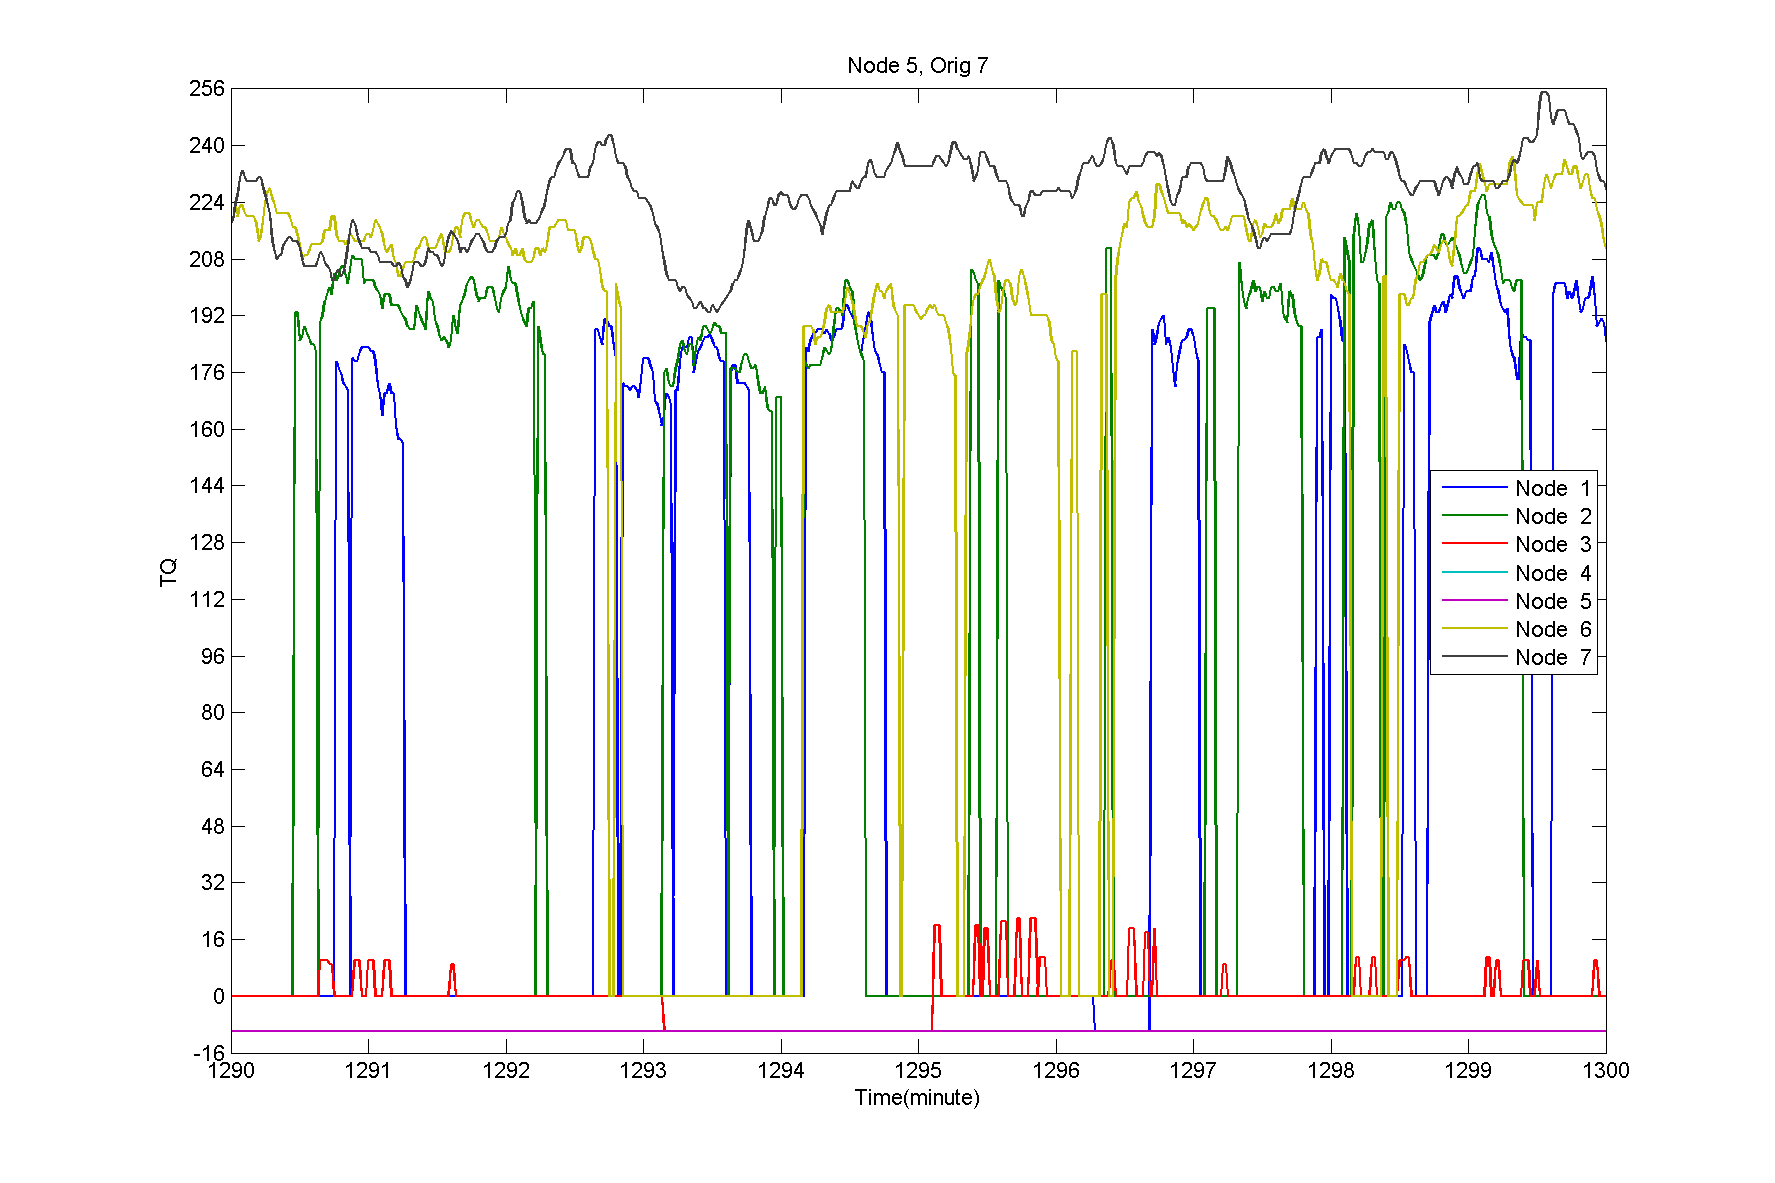 Node 5, Orig 7
256
240
224
208
192
176
160
144
128
112
96
80
64
48
32
16
0
-16
TQ
Node 1
Node 2
Node 3
Node 4
Node 5
Node 6
Node 7
1290 1291 1292 1293 1294 1295 1296 1297 1298 1299 1300
Time(minute)